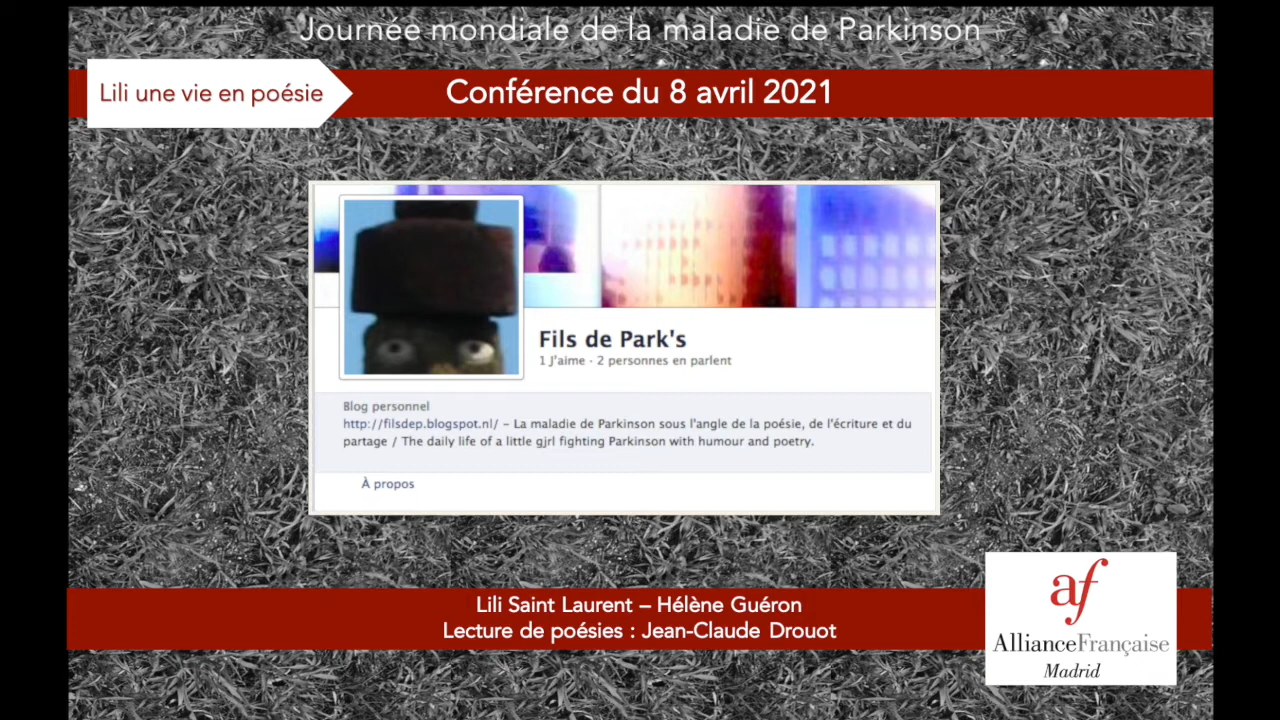 Journée mondiale de la maladie de Parkinson
Lili une vie en poésie
Conférence du 8 avril 2021
Fils de Park's
1 J'aime · 2 personnes en parlent
Blog personnel
http://filsdep.blogspot.nl/ – La maladie de Parkinson sous l'angle de la poésie, de l'écriture et du
partage / The daily life of a little gjrl fighting Parkinson with humour and poetry.
À propos
Lili Saint Laurent – Hélène Guéron
Lecture de poésies : Jean-Claude Drouot
af
AllianceFrançaise
Madrid